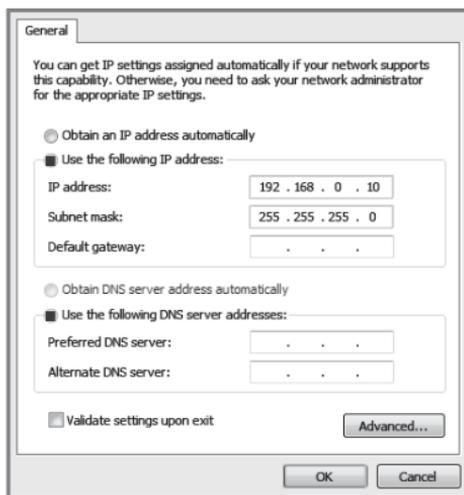 General
You can get IP settings assigned automatically if your network supports
this capability. Otherwise, you need to ask your network administrator
for the appropriate IP settings.
Obtain an IP address automatically
Use the following IP address:
IP address: 192 . 168 . 0 . 10
Subnet mask: 255 . 255 . 255 . 0
Default gateway: . . .
Obtain DNS server address automatically
Use the following DNS server addresses:
Preferred DNS server: . . .
Alternate DNS server: . . .
Validate settings upon exit
Advanced...
OK Cancel